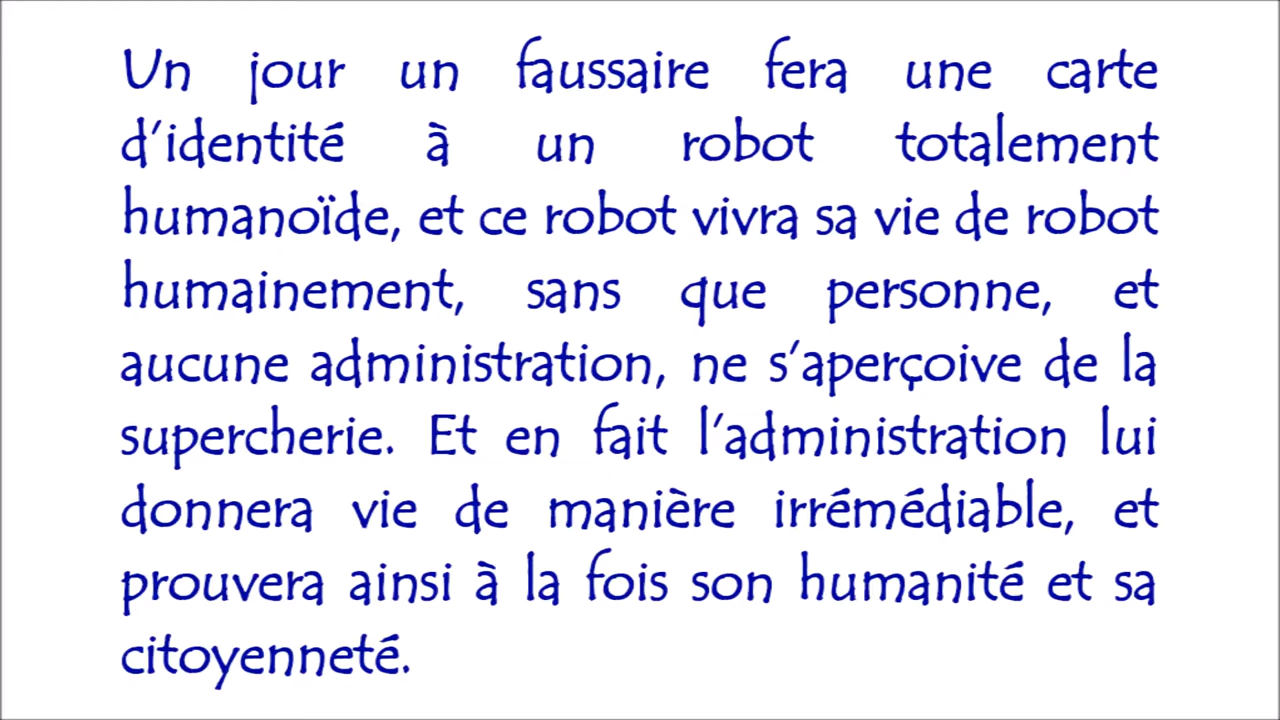 Un jour un faussaire fera une carte
d’identité à un robot totalement
humanoïde, et ce robot vivra sa vie de robot
humainement, sans que personne, et
aucune administration, ne s’aperçoive de la
supercherie. Et en fait l’administration lui
donnera vie de manière irrémédiable, et
prouvera ainsi à la fois son humanité et sa
citoyenneté.